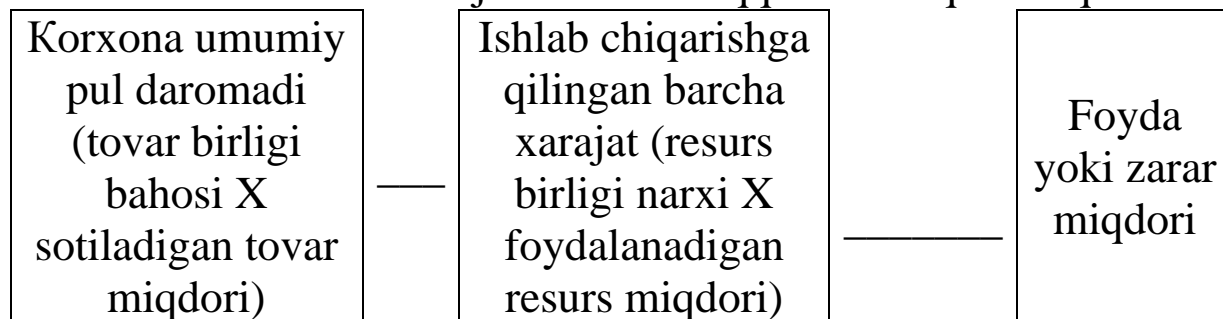 Korxona umumiy
pul daromadi
(tovar birligi
bahosi X
sotiladigan tovar
miqdori)
Ishlab chiqarishga
qilingan barcha
xarajat (resurs
birligi narxi X
foydalanadigan
resurs miqdori)
Foyda
yoki zarar
miqdori